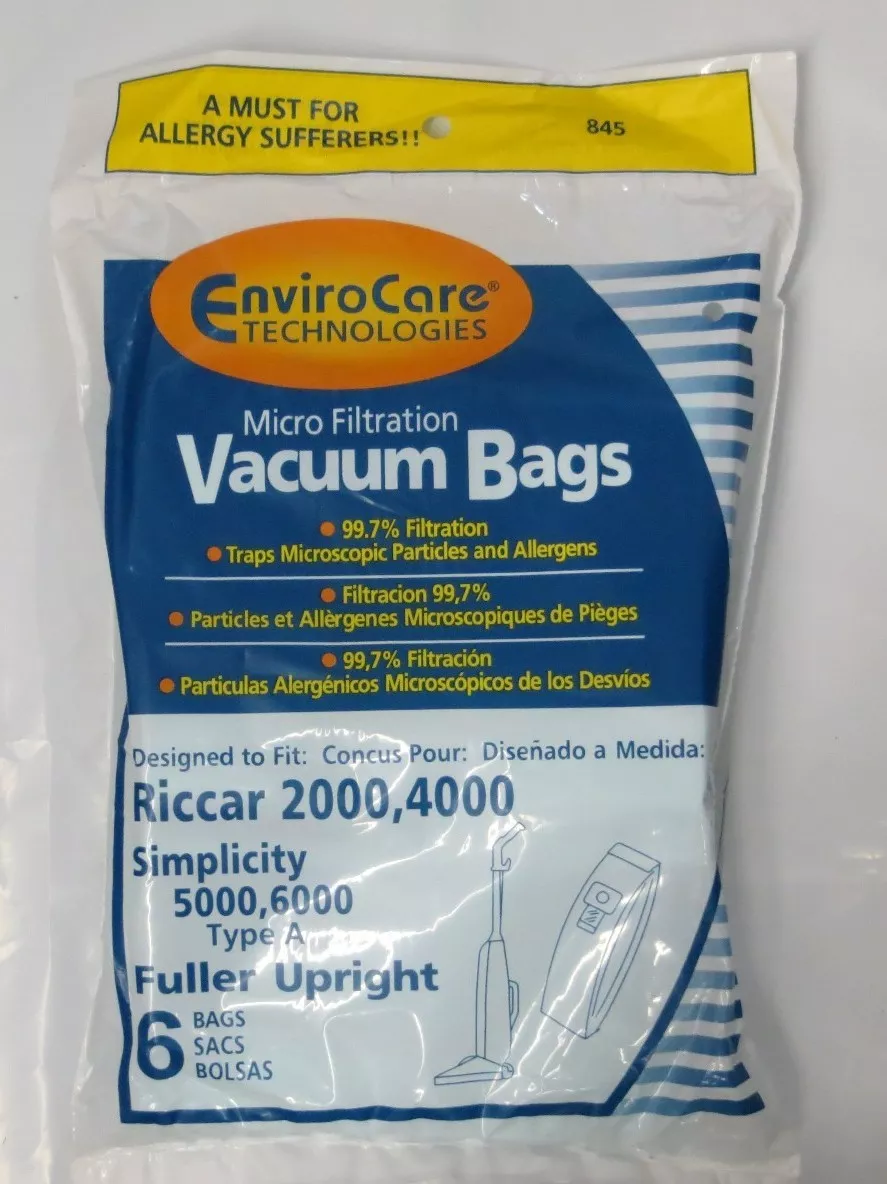 A MUST FOR
ALLERGY SUFFERERS!!
845
EnviroCare®
TECHNOLOGIES
Micro Filtration
Vacuum Bags
• 99.7% Filtration
• Traps Microscopic Particles and Allergens
• Filtracion 99,7%
• Particles et Allèrgenes Microscopiques de Pièges
• 99,7% Filtración
• Particulas Alergénicos Microscópicos de los Desvíos
Designed to Fit: Concus Pour: Diseñado a Medida:
Riccar 2000,4000
Simplicity
5000,6000
Type A
Fuller Upright
6 BAGS
SACS
BOLSAS